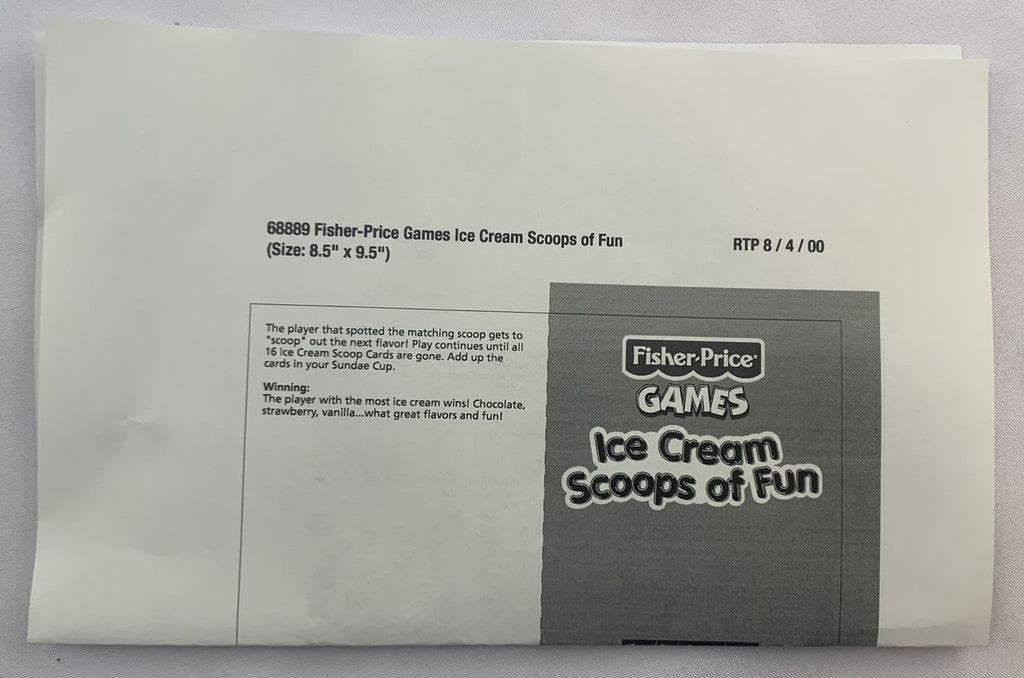 68889 Fisher-Price Games Ice Cream Scoops of Fun
(Size: 8.5" x 9.5")
RTP 8 / 4 / 00
The player that spotted the matching scoop gets to
"scoop" out the next flavor! Play continues until all
16 Ice Cream Scoop Cards are gone. Add up the
cards in your Sundae Cup.
Winning:
The player with the most ice cream wins! Chocolate,
strawberry, vanilla...what great flavors and fun!
Fisher-Price
GAMES
Ice Cream
Scoops of Fun